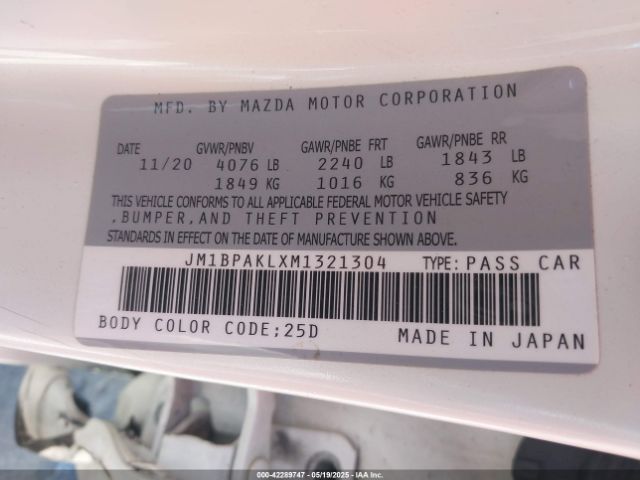 MFD. BY MAZDA MOTOR CORPORATION
DATE GVWR/PNBV GAWR/PNBE FRT GAWR/PNBE RR
11/20 4076 LB 2240 LB 1843 LB
1849 KG 1016 KG 836 KG
THIS VEHICLE CONFORMS TO ALL APPLICABLE FEDERAL MOTOR VEHICLE SAFETY
,BUMPER,AND THEFT PREVENTION
STANDARDS IN EFFECT ON THE DATE OF MANUFACTURE SHOWN ABOVE.
JM1BPAKLXM1321304 TYPE: PASS CAR
BODY COLOR CODE;25D MADE IN JAPAN
000-42289747 - 05/19/2025 - IAAI.COM